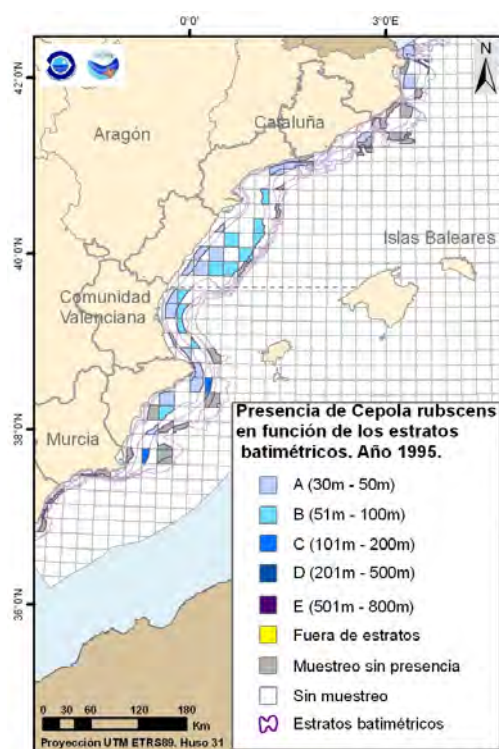 0°0'
3°0'E
42°0'N
N
Aragón
Cataluña
40°0'N
Islas Baleares
Comunidad
Valenciana
38°0'N
Murcia
36°0'N
Presencia de Cepola rubscens
en función de los estratos
batimétricos. Año 1995.
A (30m - 50m)
B (51m - 100m)
C (101m - 200m)
D (201m - 500m)
E (501m - 800m)
Fuera de estratos
Muestreo sin presencia
Sin muestreo
Estratos batimétricos
0 30 60 120 180
Km
Proyección UTM ETRS89. Huso 31